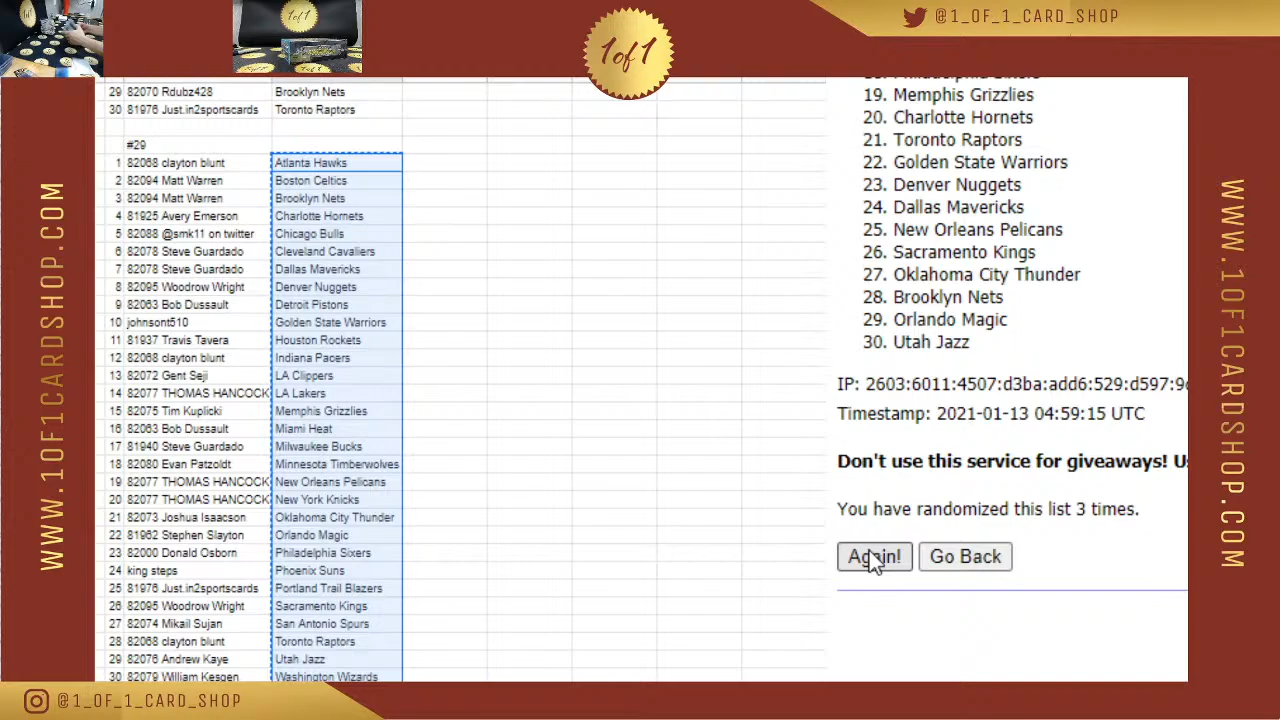 1of1
@1_OF_1_CARD_SHOP
WWW.1OF1CARDSHOP.COM
29 82070 Rdubz428 Brooklyn Nets
30 81976 Just.in2sportscards Toronto Raptors
#29
1 82068 clayton blunt Atlanta Hawks
2 82094 Matt Warren Boston Celtics
3 82094 Matt Warren Brooklyn Nets
4 81925 Avery Emerson Charlotte Hornets
5 82088 @smk11 on twitter Chicago Bulls
6 82078 Steve Guardado Cleveland Cavaliers
7 82078 Steve Guardado Dallas Mavericks
8 82095 Woodrow Wright Denver Nuggets
9 82063 Bob Dussault Detroit Pistons
10 johnsont510 Golden State Warriors
11 81937 Travis Tavera Houston Rockets
12 82068 clayton blunt Indiana Pacers
13 82072 Gent Seji LA Clippers
14 82077 THOMAS HANCOCK LA Lakers
15 82075 Tim Kuplicki Memphis Grizzlies
16 82063 Bob Dussault Miami Heat
17 81940 Steve Guardado Milwaukee Bucks
18 82080 Evan Patzoldt Minnesota Timberwolves
19 82077 THOMAS HANCOCK New Orleans Pelicans
20 82077 THOMAS HANCOCK New York Knicks
21 82073 Joshua Isaacson Oklahoma City Thunder
22 81962 Stephen Slayton Orlando Magic
23 82000 Donald Osborn Philadelphia Sixers
24 king steps Phoenix Suns
25 81976 Just.in2sportscards Portland Trail Blazers
26 82095 Woodrow Wright Sacramento Kings
27 82074 Mikail Sujan San Antonio Spurs
28 82068 clayton blunt Toronto Raptors
29 82076 Andrew Kaye Utah Jazz
30 82079 William Kesgen Washington Wizards
19. Memphis Grizzlies
20. Charlotte Hornets
21. Toronto Raptors
22. Golden State Warriors
23. Denver Nuggets
24. Dallas Mavericks
25. New Orleans Pelicans
26. Sacramento Kings
27. Oklahoma City Thunder
28. Brooklyn Nets
29. Orlando Magic
30. Utah Jazz
IP: 2603:6011:4507:d3ba:add6:529:d597:9
Timestamp: 2021-01-13 04:59:15 UTC
Don't use this service for giveaways! U
You have randomized this list 3 times.
Again! Go Back
WWW.1OF1CARDSHOP.COM
@1_OF_1_CARD_SHOP